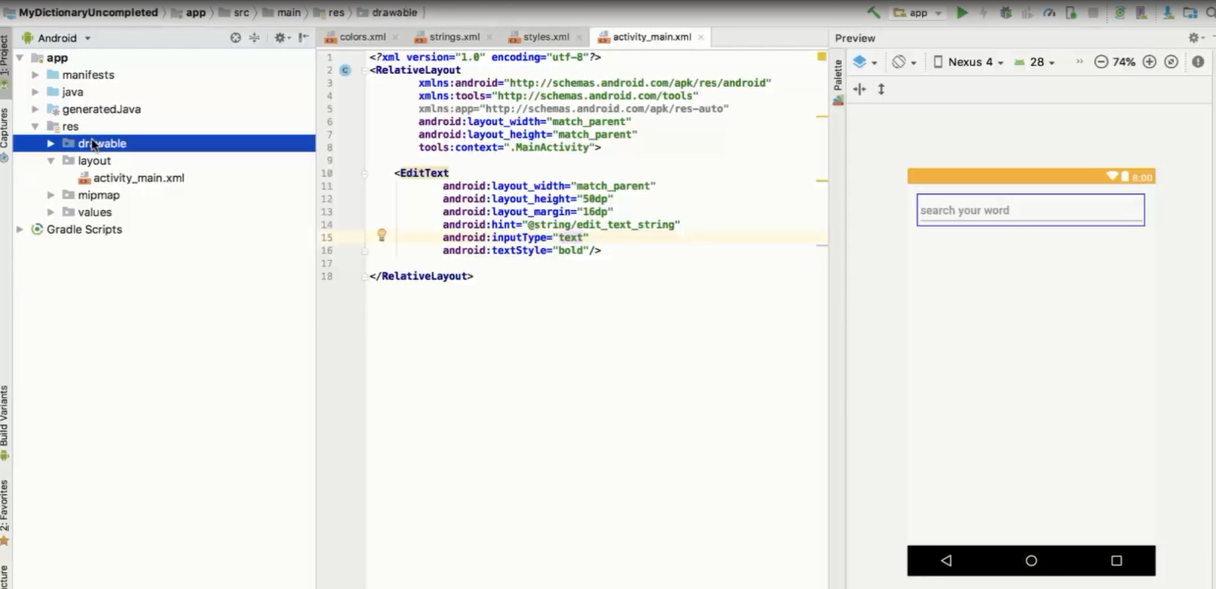 MyDictionaryUncompleted app src main res drawable
app
Android
colors.xml strings.xml styles.xml activity_main.xml
Preview
1: Project
Captures
Build Variants
2: Favorites
cture
app
manifests
java
generatedJava
res
drawable
layout
activity_main.xml
mipmap
values
Gradle Scripts
1 <?xml version="1.0" encoding="utf-8"?>
2 <RelativeLayout
3 xmlns:android="http://schemas.android.com/apk/res/android"
4 xmlns:tools="http://schemas.android.com/tools"
5 xmlns:app="http://schemas.android.com/apk/res-auto"
6 android:layout_width="match_parent"
7 android:layout_height="match_parent"
8 tools:context=".MainActivity">
9
10 <EditText
11 android:layout_width="match_parent"
12 android:layout_height="50dp"
13 android:layout_margin="16dp"
14 android:hint="@string/edit_text_string"
15 android:inputType="text"
16 android:textStyle="bold"/>
17
18 </RelativeLayout>
Palette
Nexus 4 28 74%
8:00
search your word